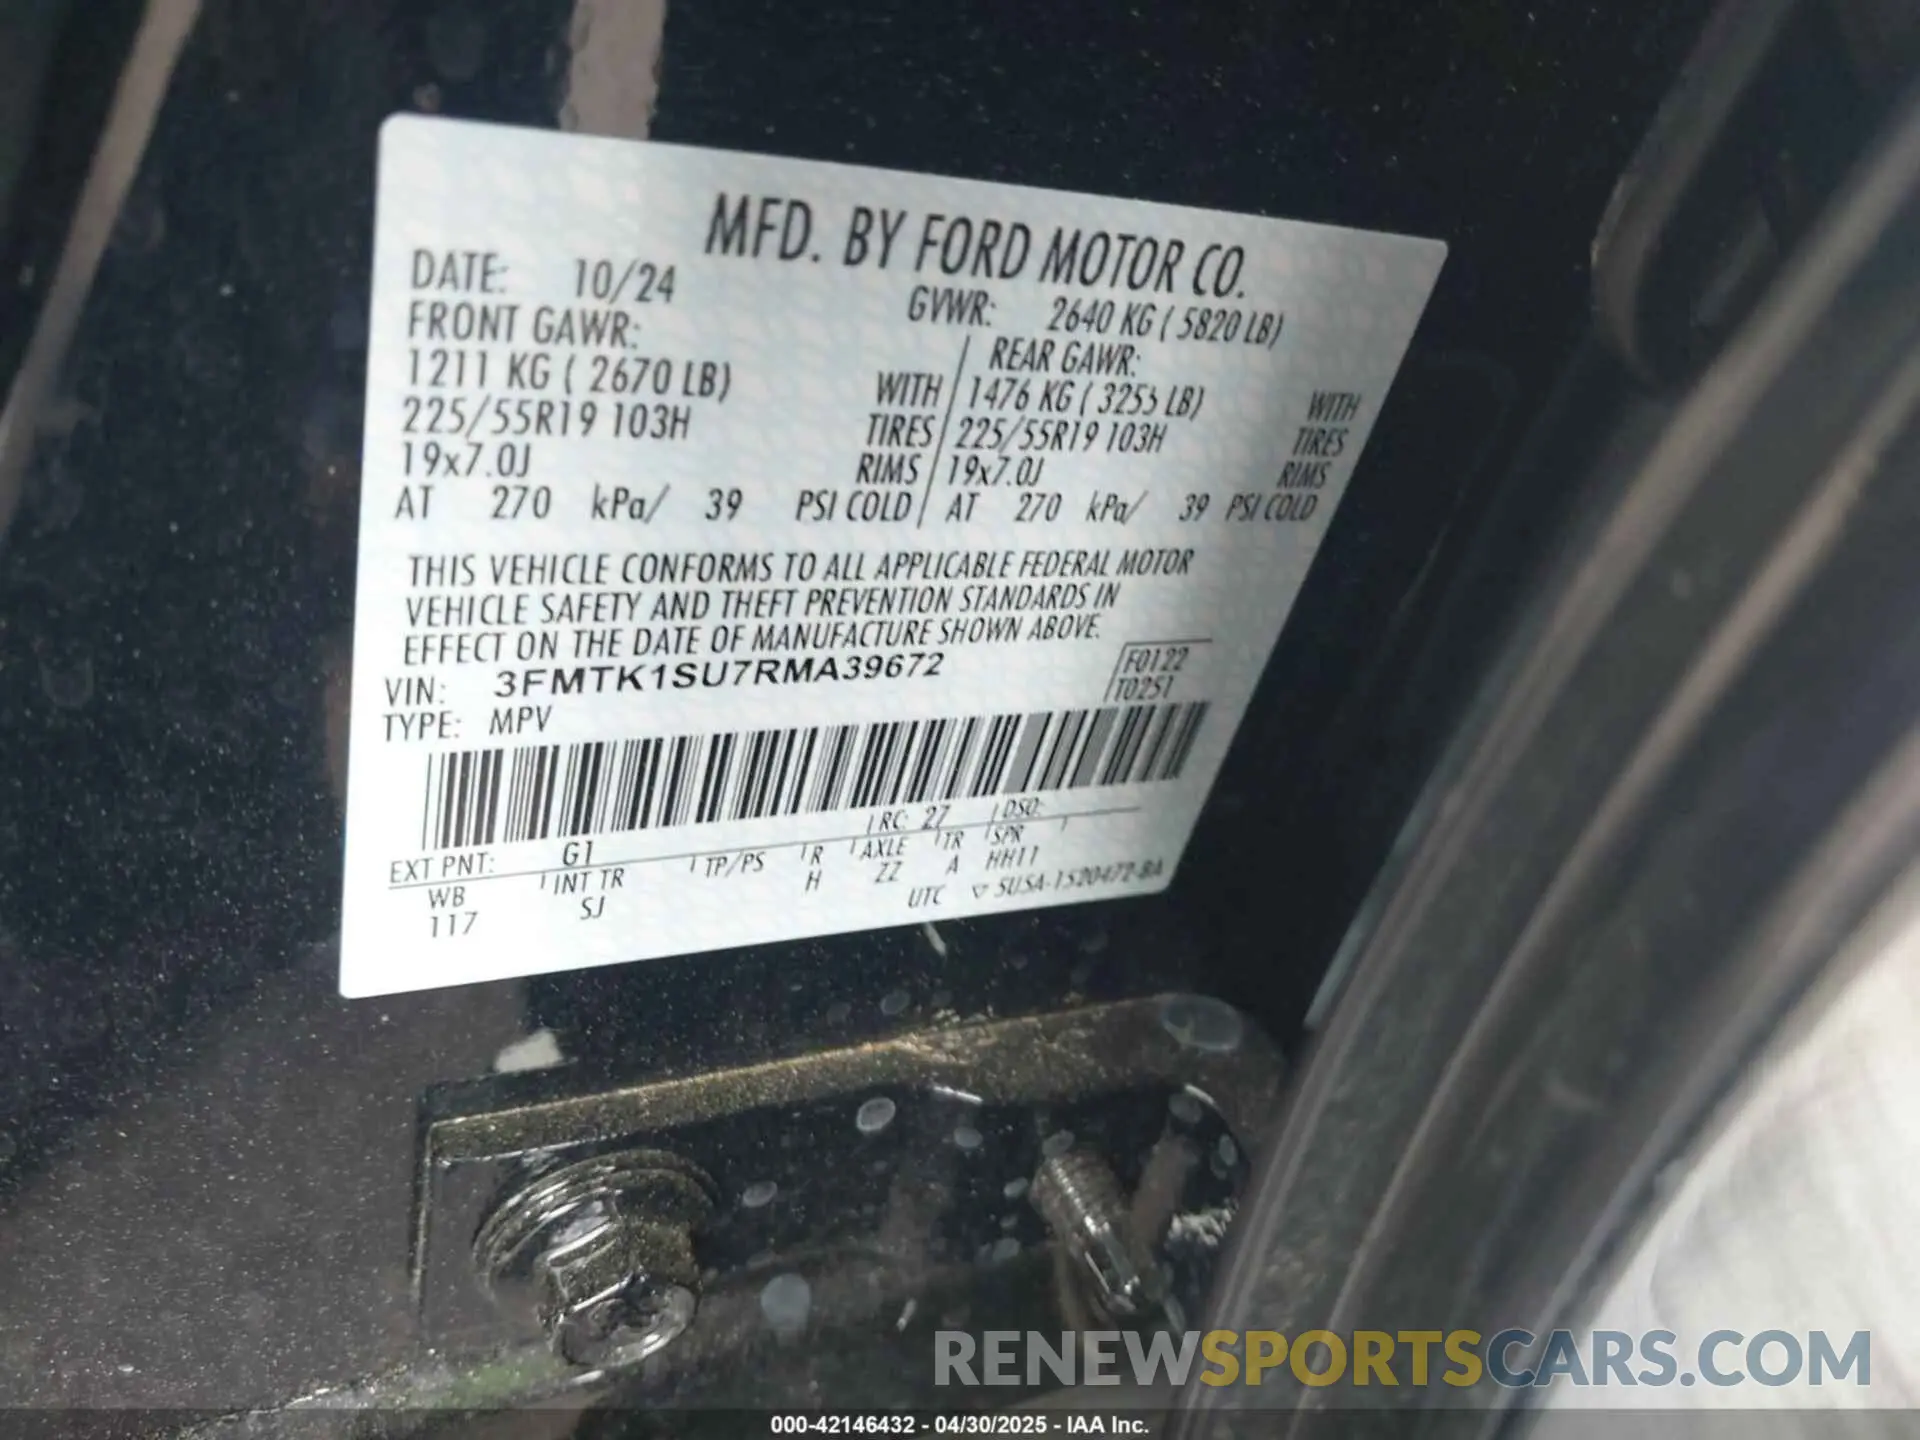 MFD. BY FORD MOTOR CO.
DATE: 10/24 GVWR: 2640 KG ( 5820 LB)
FRONT GAWR: REAR GAWR:
1211 KG ( 2670 LB) WITH 1476 KG ( 3255 LB) WITH
225/55R19 103H TIRES 225/55R19 103H TIRES
19x7.0J RIMS 19x7.0J RIMS
AT 270 kPa/ 39 PSI COLD AT 270 kPa/ 39 PSI COLD
THIS VEHICLE CONFORMS TO ALL APPLICABLE FEDERAL MOTOR
VEHICLE SAFETY AND THEFT PREVENTION STANDARDS IN
EFFECT ON THE DATE OF MANUFACTURE SHOWN ABOVE.
VIN: 3FMTK1SU7RMA39672 F0122
TYPE: MPV T0251
EXT PNT: G1 RC: 27 DSO:
WB INT TR TP/PS R AXLE TR SPR
117 SJ H ZZ A HH11
UTC ▽ 5USA-1520472-BA
RENEWSPORTSCARS.COM
000-42146432 - 04/30/2025 - IAA Inc.